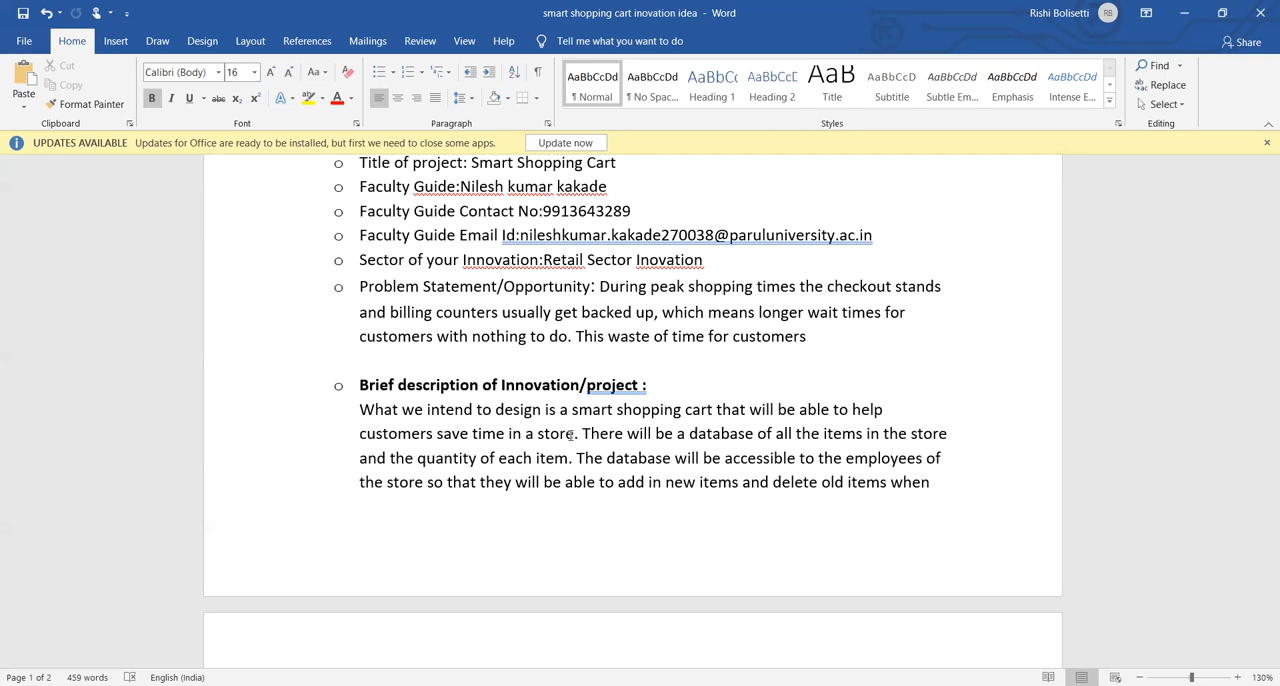 smart shopping cart inovation idea - Word
Rishi Bolisetti RB
File Home Insert Draw Design Layout References Mailings Review View Help Tell me what you want to do Share
Paste Cut Copy Format Painter
Calibri (Body) 16
AaBbCcDd AaBbCcDd AaBbCc AaBbCcD AaB AaBbCcD AaBbCcDd AaBbCcDd AaBbCcDd
¶ Normal ¶ No Spac... Heading 1 Heading 2 Title Subtitle Subtle Em... Emphasis Intense E...
Find
Replace
Select
Clipboard Font Paragraph Styles Editing
UPDATES AVAILABLE Updates for Office are ready to be installed, but first we need to close some apps. Update now
o Title of project: Smart Shopping Cart
o Faculty Guide:Nilesh kumar kakade
o Faculty Guide Contact No:9913643289
o Faculty Guide Email Id:nileshkumar.kakade270038@paruluniversity.ac.in
o Sector of your Innovation:Retail Sector Inovation
o Problem Statement/Opportunity: During peak shopping times the checkout stands
and billing counters usually get backed up, which means longer wait times for
customers with nothing to do. This waste of time for customers
o Brief description of Innovation/project :
What we intend to design is a smart shopping cart that will be able to help
customers save time in a store. There will be a database of all the items in the store
and the quantity of each item. The database will be accessible to the employees of
the store so that they will be able to add in new items and delete old items when
Page 1 of 2 459 words English (India) 130%